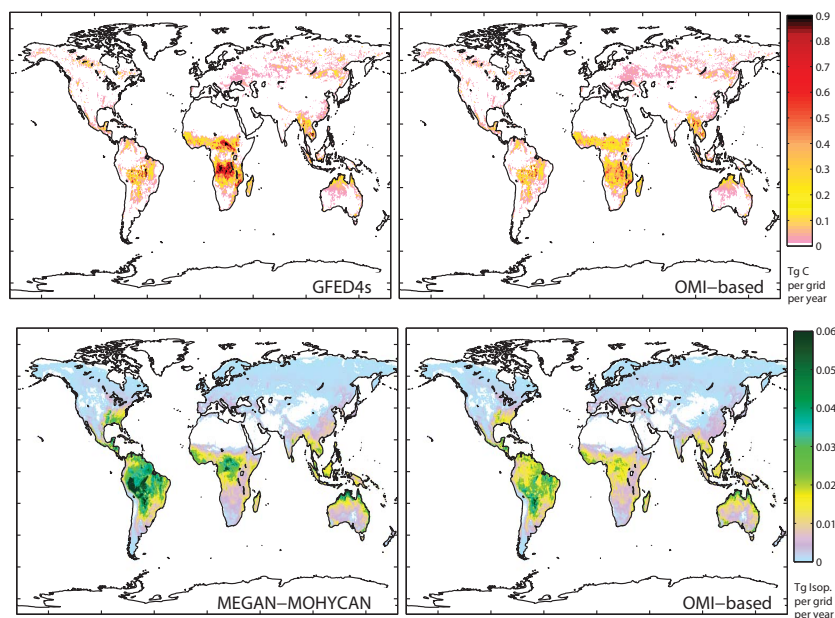 0.9
0.8
0.7
0.6
0.5
0.4
0.3
0.2
0.1
0
Tg C
per grid
per year
GFED4s
OMI−based
0.06
0.05
0.04
0.03
0.02
0.01
0
Tg Isop.
per grid
per year
MEGAN−MOHYCAN
OMI−based